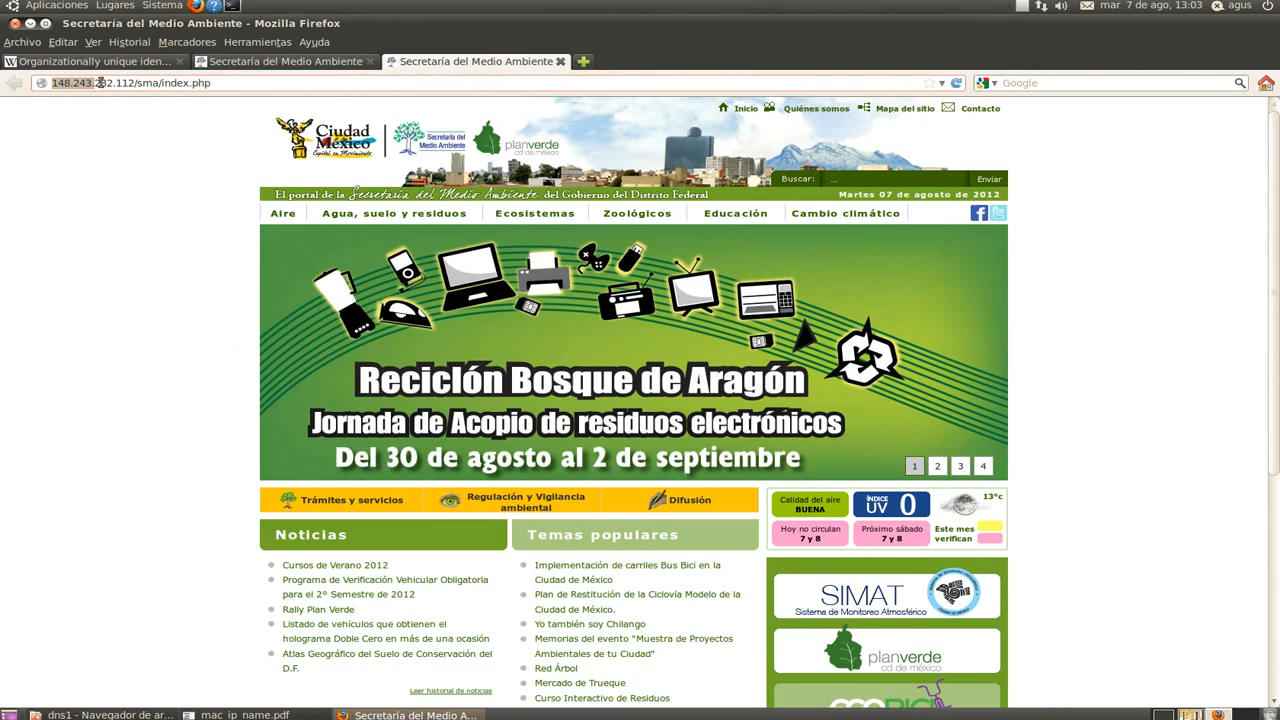 Aplicaciones Lugares Sistema mar 7 de ago, 13:03 agus
Secretaría del Medio Ambiente - Mozilla Firefox
Archivo Editar Ver Historial Marcadores Herramientas Ayuda
Organizationally unique iden... Secretaría del Medio Ambiente Secretaría del Medio Ambiente
148.243.232.112/sma/index.php Google
Inicio Quiénes somos Mapa del sitio Contacto
Ciudad México Capital en Movimiento Secretaría del Medio Ambiente planverde cd de méxico
Buscar: ... Enviar
El portal de la Secretaría del Medio Ambiente del Gobierno del Distrito Federal Martes 07 de agosto de 2012
Aire Agua, suelo y residuos Ecosistemas Zoológicos Educación Cambio climático
Reciclón Bosque de Aragón
Jornada de Acopio de residuos electrónicos
Del 30 de agosto al 2 de septiembre
1 2 3 4
Trámites y servicios
Regulación y Vigilancia ambiental
Difusión
Calidad del aire BUENA
ÍNDICE UV 0
13°c
Hoy no circulan 7 y 8
Próximo sábado 7 y 8
Este mes verifican
Noticias
Cursos de Verano 2012
Programa de Verificación Vehicular Obligatoria
para el 2° Semestre de 2012
Rally Plan Verde
Listado de vehículos que obtienen el
holograma Doble Cero en más de una ocasión
Atlas Geográfico del Suelo de Conservación del
D.F.
Leer historial de noticias
Temas populares
Implementación de carriles Bus Bici en la
Ciudad de México
Plan de Restitución de la Ciclovía Modelo de la
Ciudad de México.
Yo también soy Chilango
Memorias del evento "Muestra de Proyectos
Ambientales de tu Ciudad"
Red Árbol
Mercado de Trueque
Curso Interactivo de Residuos
SIMAT
Sistema de Monitoreo Atmosférico
planverde
cd de méxico
ecoBICI
dns1 - Navegador de ar... mac_ip_name.pdf Secretaría del Medio A...